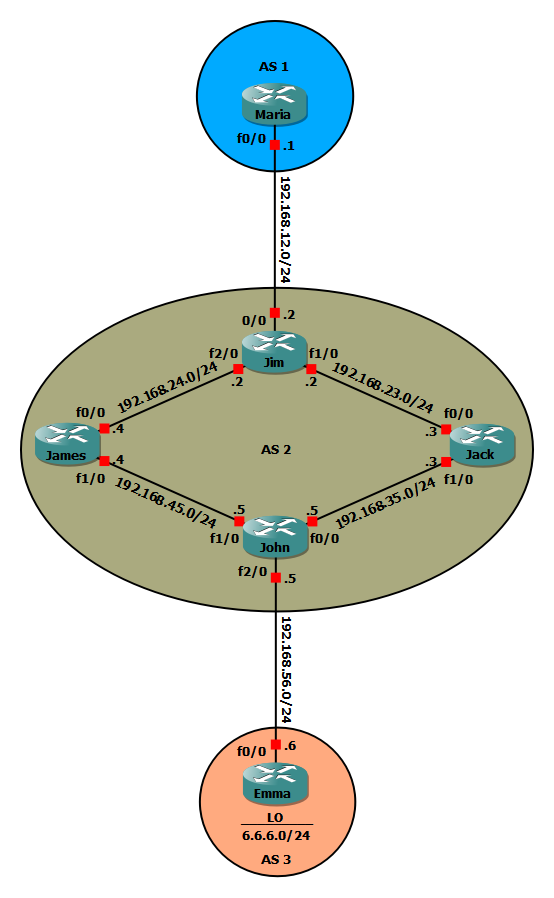 AS 1
Maria
f0/0
.1
192.168.12.0/24
0/0
.2
Jim
f2/0
f1/0
.2
.2
192.168.24.0/24
192.168.23.0/24
f0/0
f0/0
.4
.3
James
AS 2
Jack
.4
.3
f1/0
f1/0
192.168.45.0/24
192.168.35.0/24
.5
.5
f1/0
John
f0/0
f2/0
.5
192.168.56.0/24
f0/0
.6
Emma
L0
6.6.6.0/24
AS 3